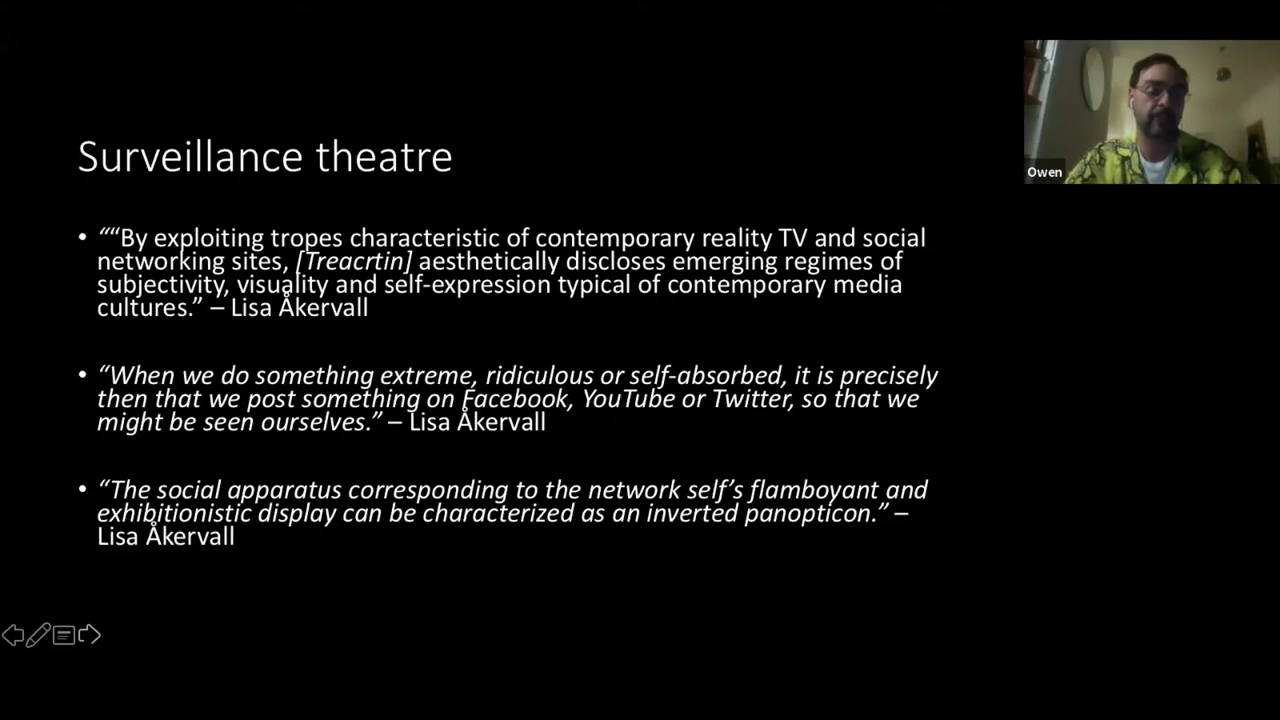 Surveillance theatre
• ““By exploiting tropes characteristic of contemporary reality TV and social
networking sites, [Treacrtin] aesthetically discloses emerging regimes of
subjectivity, visuality and self-expression typical of contemporary media
cultures.” – Lisa Åkervall
• “When we do something extreme, ridiculous or self-absorbed, it is precisely
then that we post something on Facebook, YouTube or Twitter, so that we
might be seen ourselves.” – Lisa Åkervall
• “The social apparatus corresponding to the network self’s flamboyant and
exhibitionistic display can be characterized as an inverted panopticon.” –
Lisa Åkervall
Owen